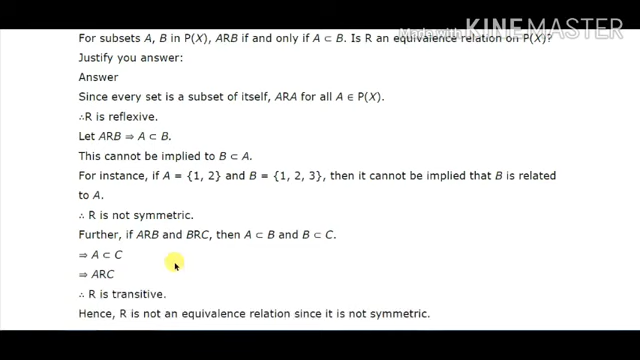 Made with KINEMASTER
For subsets A, B in P(X), ARB if and only if A ⊂ B. Is R an equivalence relation on P(X)?
Justify you answer:
Answer
Since every set is a subset of itself, ARA for all A ∈ P(X).
∴R is reflexive.
Let ARB ⇒ A ⊂ B.
This cannot be implied to B ⊂ A.
For instance, if A = {1, 2} and B = {1, 2, 3}, then it cannot be implied that B is related
to A.
∴ R is not symmetric.
Further, if ARB and BRC, then A ⊂ B and B ⊂ C.
⇒ A ⊂ C
⇒ ARC
∴ R is transitive.
Hence, R is not an equivalence relation since it is not symmetric.